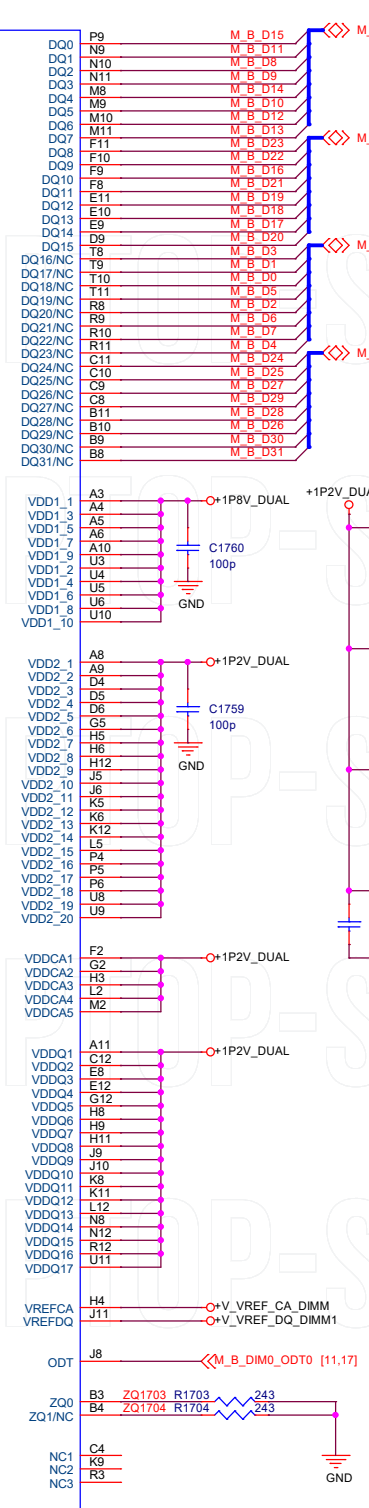 DQ0 P9 M_B_D15 M_
DQ1 N9 M_B_D11
DQ2 N10 M_B_D8
DQ3 N11 M_B_D9
DQ4 M8 M_B_D14
DQ5 M9 M_B_D10
DQ6 M10 M_B_D12
DQ7 M11 M_B_D13 M_
DQ8 F11 M_B_D23
DQ9 F10 M_B_D22
DQ10 F9 M_B_D16
DQ11 F8 M_B_D21
DQ12 E11 M_B_D19
DQ13 E10 M_B_D18
DQ14 E9 M_B_D17
DQ15 D9 M_B_D20 M_
DQ16/NC T8 M_B_D3
DQ17/NC T9 M_B_D1
DQ18/NC T10 M_B_D0
DQ19/NC T11 M_B_D5
DQ20/NC R8 M_B_D2
DQ21/NC R9 M_B_D6
DQ22/NC R10 M_B_D7
DQ23/NC R11 M_B_D4 M_
DQ24/NC C11 M_B_D24
DQ25/NC C10 M_B_D25
DQ26/NC C9 M_B_D27
DQ27/NC C8 M_B_D29
DQ28/NC B11 M_B_D28
DQ29/NC B10 M_B_D26
DQ30/NC B9 M_B_D30
DQ31/NC B8 M_B_D31
VDD1_1 A3 +1P8V_DUAL +1P2V_DUA
VDD1_3 A4
VDD1_5 A5
VDD1_7 A6
VDD1_9 A10 C1760
VDD1_2 U3 100p
VDD1_4 U4
VDD1_6 U5
VDD1_8 U6 GND
VDD1_10 U10
VDD2_1 A8 +1P2V_DUAL
VDD2_2 A9
VDD2_3 D4
VDD2_4 D5
VDD2_5 D6 C1759
VDD2_6 G5 100p
VDD2_7 H5
VDD2_8 H6
VDD2_9 H12 GND
VDD2_10 J5
VDD2_11 J6
VDD2_12 K5
VDD2_13 K6
VDD2_14 K12
VDD2_15 L5
VDD2_16 P4
VDD2_17 P5
VDD2_18 P6
VDD2_19 U8
VDD2_20 U9
VDDCA1 F2 +1P2V_DUAL
VDDCA2 G2
VDDCA3 H3
VDDCA4 L2
VDDCA5 M2
VDDQ1 A11 +1P2V_DUAL
VDDQ2 C12
VDDQ3 E8
VDDQ4 E12
VDDQ5 G12
VDDQ6 H8
VDDQ7 H9
VDDQ8 H11
VDDQ9 J9
VDDQ10 J10
VDDQ11 K8
VDDQ12 K11
VDDQ13 L12
VDDQ14 N8
VDDQ15 N12
VDDQ16 R12
VDDQ17 U11
VREFCA H4 +V_VREF_CA_DIMM
VREFDQ J11 +V_VREF_DQ_DIMM1
ODT J8 M_B_DIM0_ODT0 [11,17]
ZQ0 B3 ZQ1703 R1703 243
ZQ1/NC B4 ZQ1704 R1704 243
NC1 C4
NC2 K9
NC3 R3
GND